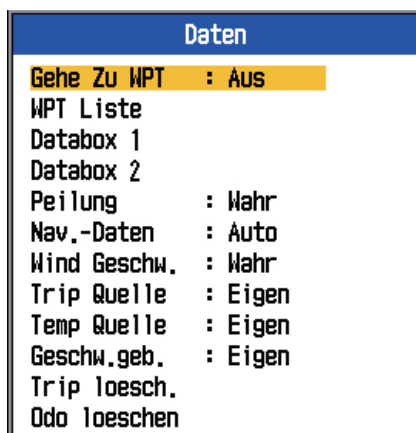 Daten
Gehe Zu WPT : Aus
WPT Liste
Databox 1
Databox 2
Peilung : Wahr
Nav.-Daten : Auto
Wind Geschw. : Wahr
Trip Quelle : Eigen
Temp Quelle : Eigen
Geschw.geb. : Eigen
Trip loesch.
Odo loeschen